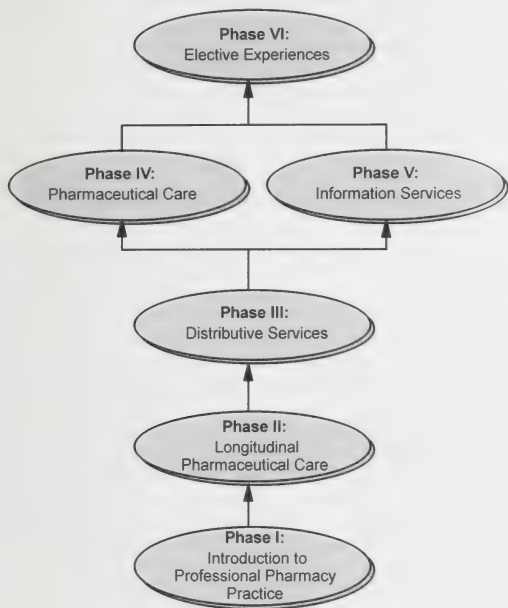 Phase VI:
Elective Experiences
Phase IV:
Pharmaceutical Care
Phase V:
Information Services
Phase III:
Distributive Services
Phase II:
Longitudinal
Pharmaceutical Care
Phase I:
Introduction to
Professional Pharmacy
Practice